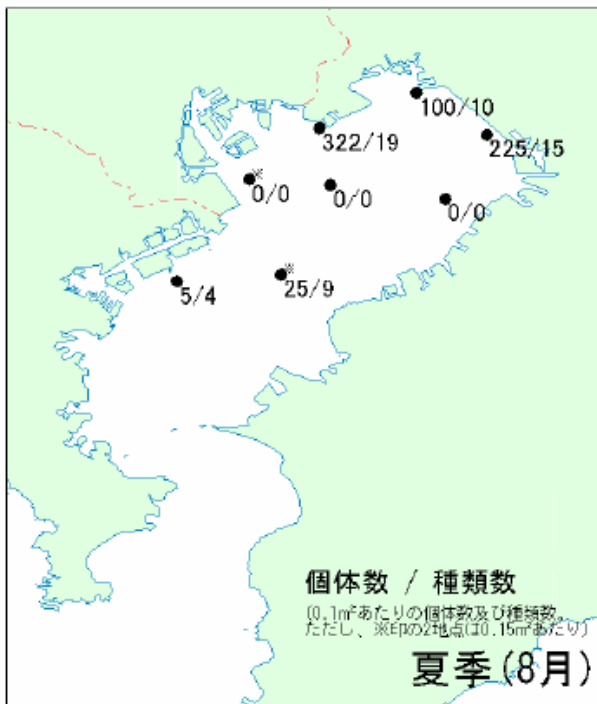 100/10
322/19
225/15
※
0/0
0/0
0/0
※
5/4
25/9
個体数 / 種類数
(0.1㎡あたりの個体数及び種類数。
ただし、※印の2地点は0.15㎡あたり)
夏季(8月)